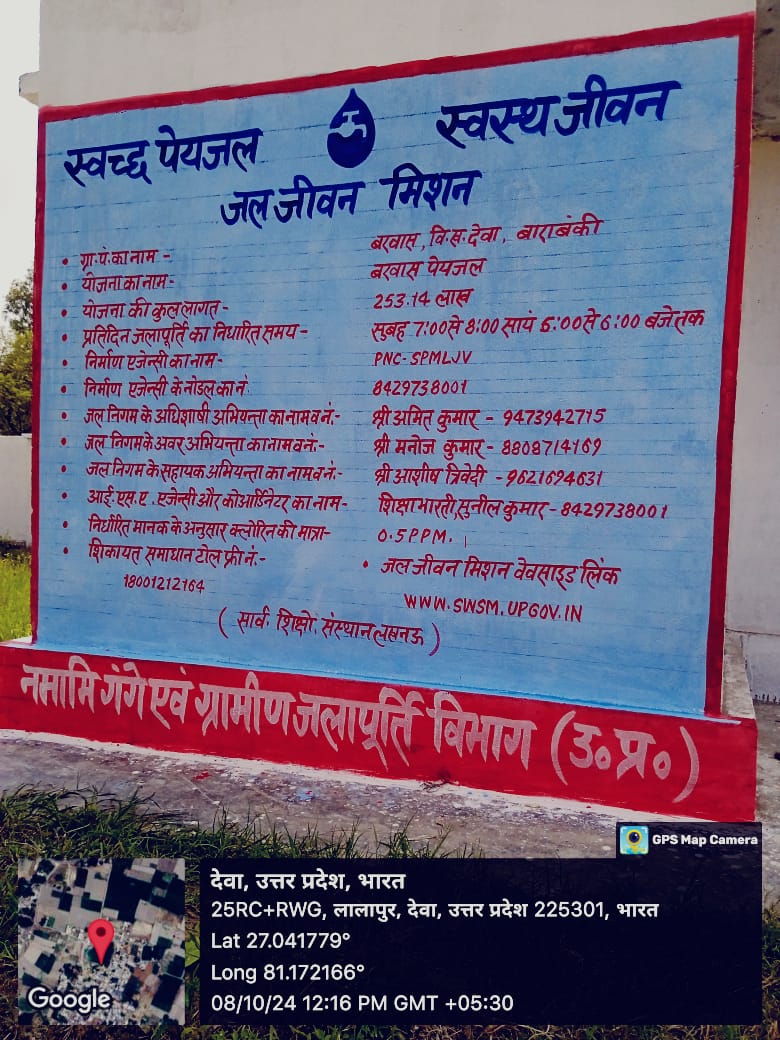 स्वच्छ पेयजल स्वस्थ जीवन
जल जीवन मिशन
• ग्रा.पं. का नाम - बरवास, वि.ख. देवा, बाराबंकी
• योजना का नाम - बरवास पेयजल
• योजना की कुल लागत - 253.14 लाख
• प्रतिदिन जलापूर्ति का निर्धारित समय - सुबह 7:00 से 8:00 सायं 5:00 से 6:00 बजे तक
• निर्माण एजेन्सी का नाम - PNC-SPMLJV
• निर्माण एजेन्सी के नोडल का नं. 8429738001
• जल निगम के अधिशाषी अभियन्ता का नाम व नं:- श्री अमित कुमार - 9473942715
• जल निगम के अवर अभियन्ता का नाम व नं:- श्री मनोज कुमार - 8808714169
• जल निगम के सहायक अभियन्ता का नाम व नं:- श्री आशीष त्रिवेदी - 9621694631
• आई.एस.ए. एजेन्सी और कोआर्डिनेटर का नाम- शिक्षा भारती, सुनील कुमार - 8429738001
• निर्धारित मानक के अनुसार क्लोरिन की मात्रा- 0.5 PPM.
• शिकायत समाधान टोल फ्री नं:-
18001212164
• जल जीवन मिशन वेवसाइड लिंक
WWW.SWSM.UPGOV.IN
( सार्व. शिक्षो. संस्थान लखनऊ )
नमामि गंगे एवं ग्रामीण जलापूर्ति विभाग (उ०प्र०)
GPS Map Camera
देवा, उत्तर प्रदेश, भारत
25RC+RWG, लालापुर, देवा, उत्तर प्रदेश 225301, भारत
Lat 27.041779°
Long 81.172166°
08/10/24 12:16 PM GMT +05:30
Google